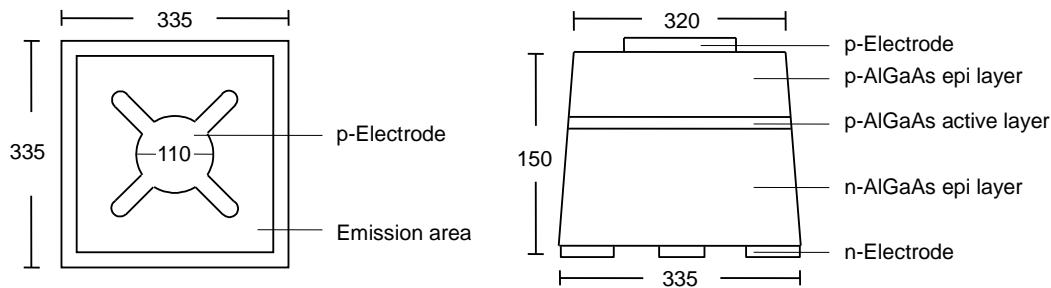 335
335
p-Electrode
110
Emission area
320
p-Electrode
p-AlGaAs epi layer
p-AlGaAs active layer
150
n-AlGaAs epi layer
n-Electrode
335